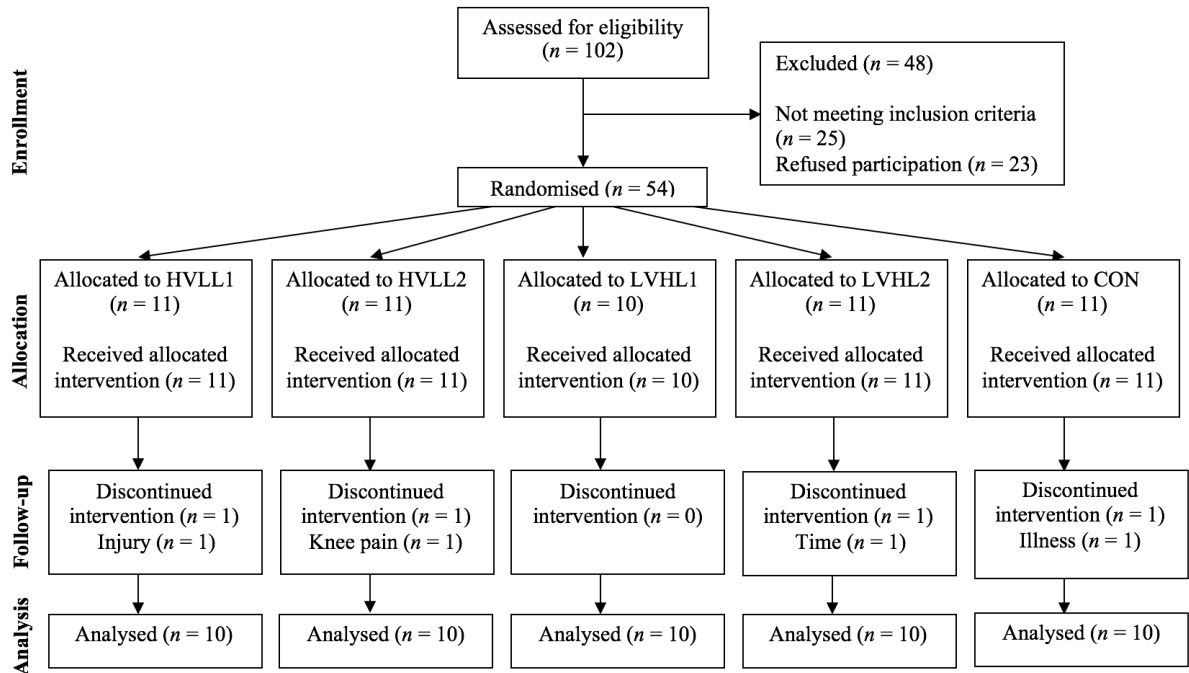 Enrollment
Assessed for eligibility
(n = 102)
Excluded (n = 48)
Not meeting inclusion criteria
(n = 25)
Refused participation (n = 23)
Randomised (n = 54)
Allocation
Allocated to HVLL1
(n = 11)
Received allocated
intervention (n = 11)
Allocated to HVLL2
(n = 11)
Received allocated
intervention (n = 11)
Allocated to LVHL1
(n = 10)
Received allocated
intervention (n = 10)
Allocated to LVHL2
(n = 11)
Received allocated
intervention (n = 11)
Allocated to CON
(n = 11)
Received allocated
intervention (n = 11)
Follow-up
Discontinued
intervention (n = 1)
Injury (n = 1)
Discontinued
intervention (n = 1)
Knee pain (n = 1)
Discontinued
intervention (n = 0)
Discontinued
intervention (n = 1)
Time (n = 1)
Discontinued
intervention (n = 1)
Illness (n = 1)
Analysis
Analysed (n = 10)
Analysed (n = 10)
Analysed (n = 10)
Analysed (n = 10)
Analysed (n = 10)